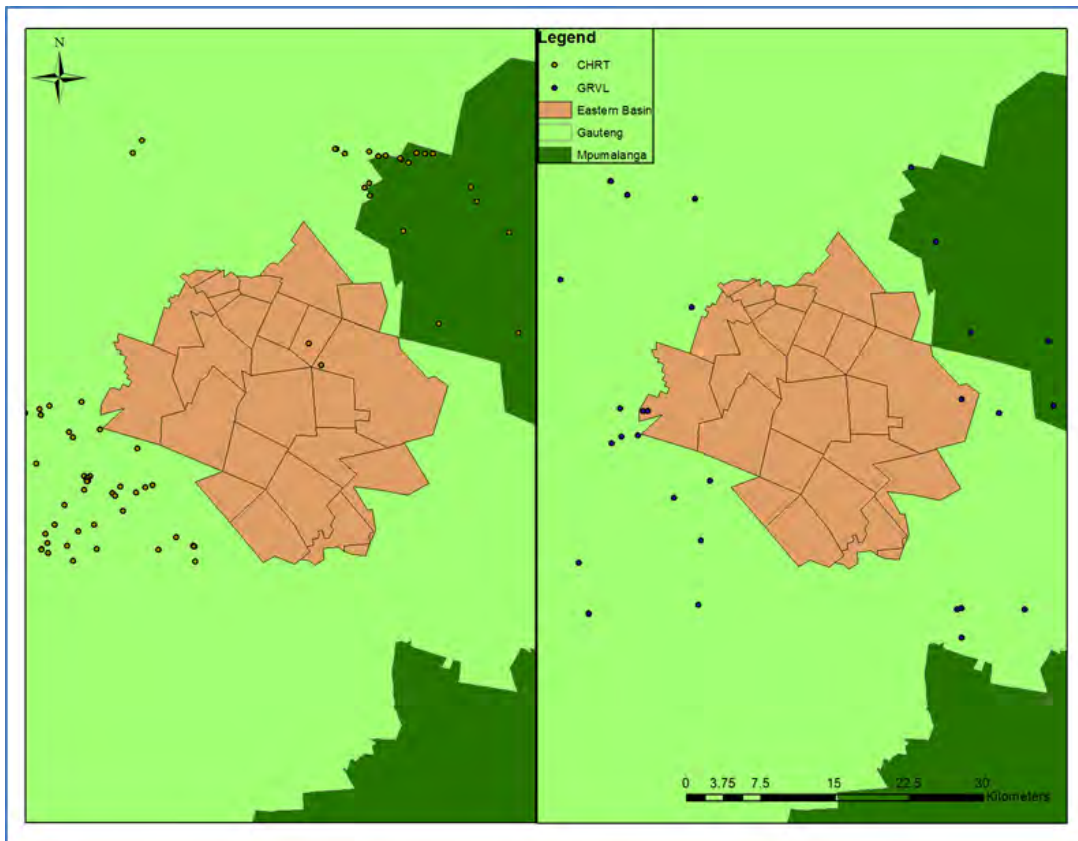 N
Legend
CHRT
GRVL
Eastern Basin
Gauteng
Mpumalanga
0 3.75 7.5 15 22.5 30
Kilometers